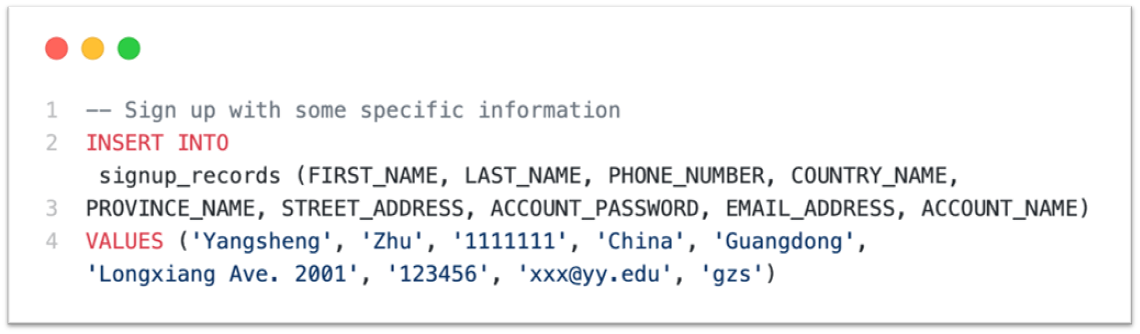 1 -- Sign up with some specific information
2 INSERT INTO
signup_records (FIRST_NAME, LAST_NAME, PHONE_NUMBER, COUNTRY_NAME,
3 PROVINCE_NAME, STREET_ADDRESS, ACCOUNT_PASSWORD, EMAIL_ADDRESS, ACCOUNT_NAME)
4 VALUES ('Yangsheng', 'Zhu', '1111111', 'China', 'Guangdong',
'Longxiang Ave. 2001', '123456', 'xxx@yy.edu', 'gzs')